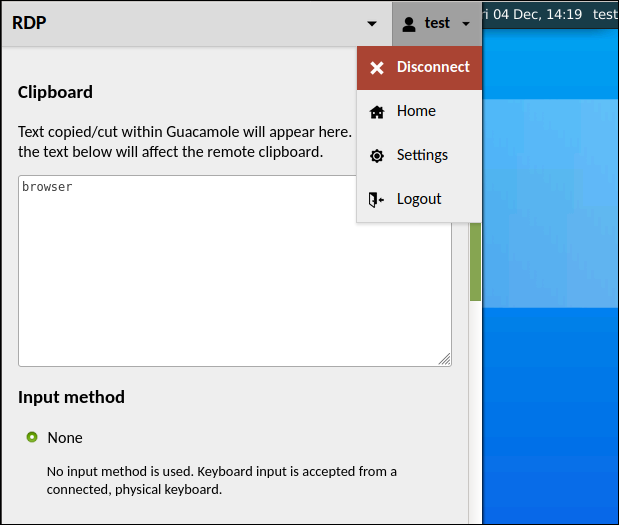 RDP
test
ri 04 Dec, 14:19 test
Disconnect
Home
Settings
Logout
Clipboard
Text copied/cut within Guacamole will appear here.
the text below will affect the remote clipboard.
browser
Input method
None
No input method is used. Keyboard input is accepted from a
connected, physical keyboard.